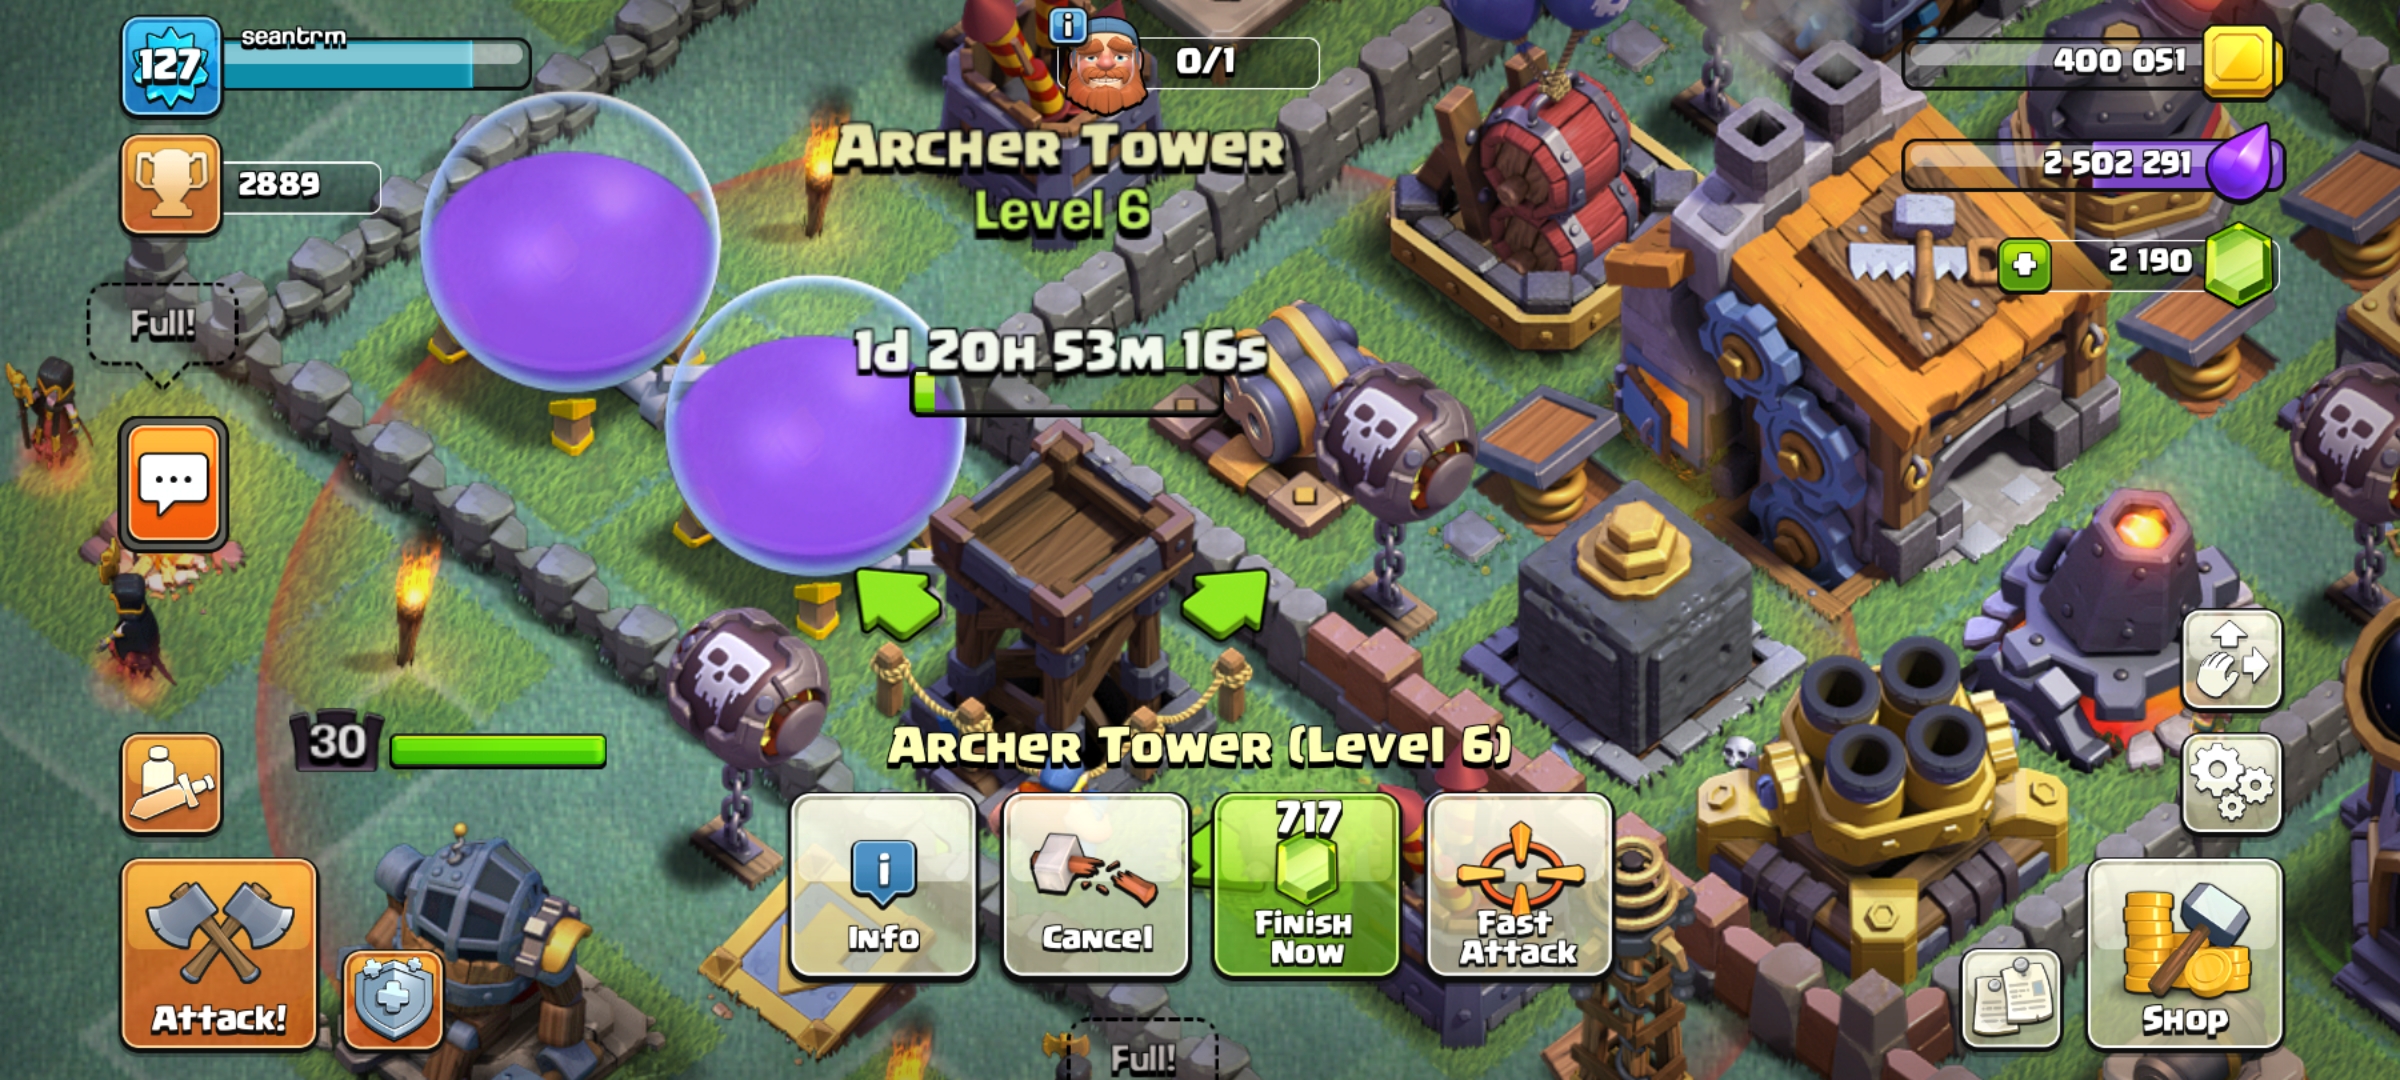 127
seantrm
0/1
400 051
2889
ARCHER TOWER
Level 6
2 502 291
2 190
Full!
1d 20H 53M 16s
30
ARCHER TOWER (Level 6)
Info
Cancel
717
FINISH
NOW
FAST
ATTACK
ATTACK!
SHOP
Full!